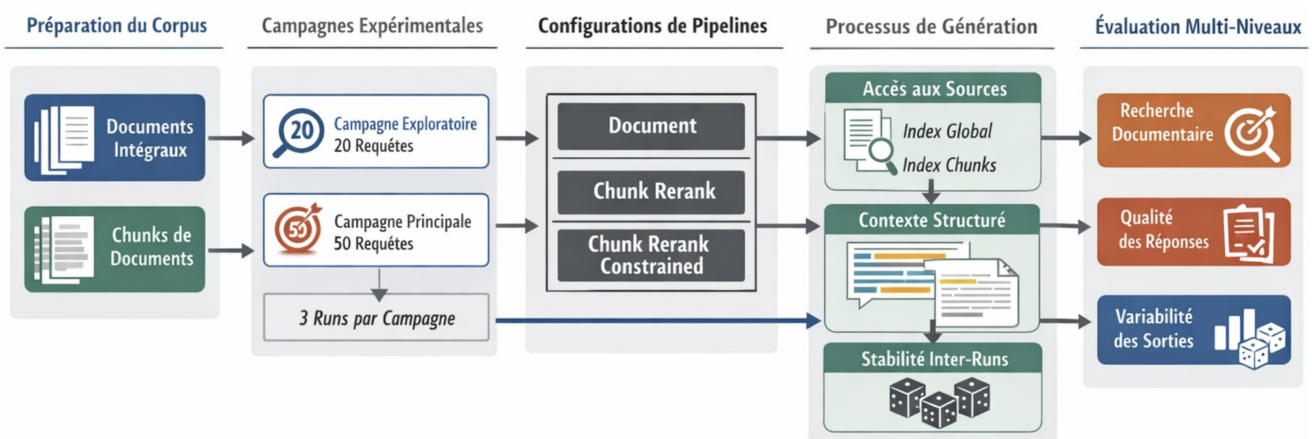 Préparation du Corpus
Campagnes Expérimentales
Configurations de Pipelines
Processus de Génération
Évaluation Multi-Niveaux
Documents
Intégraux
Chunks de
Documents
20
Campagne Exploratoire
20 Requêtes
50
Campagne Principale
50 Requêtes
3 Runs par Campagne
Document
Chunk Rerank
Chunk Rerank
Constrained
Accès aux Sources
Index Global
Index Chunks
Contexte Structuré
Stabilité Inter-Runs
Recherche
Documentaire
Qualité
des Réponses
Variabilité
des Sorties